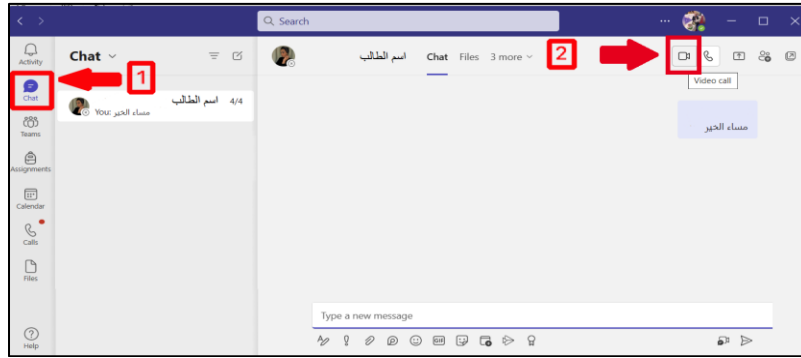 Search
Activity
Chat
Teams
Assignments
Calendar
Calls
Files
Help
Chat
1
اسم الطالب 4/4
You: مساء الخير
اسم الطالب Chat Files 3 more
2
Video call
مساء الخير
Type a new message
GIF